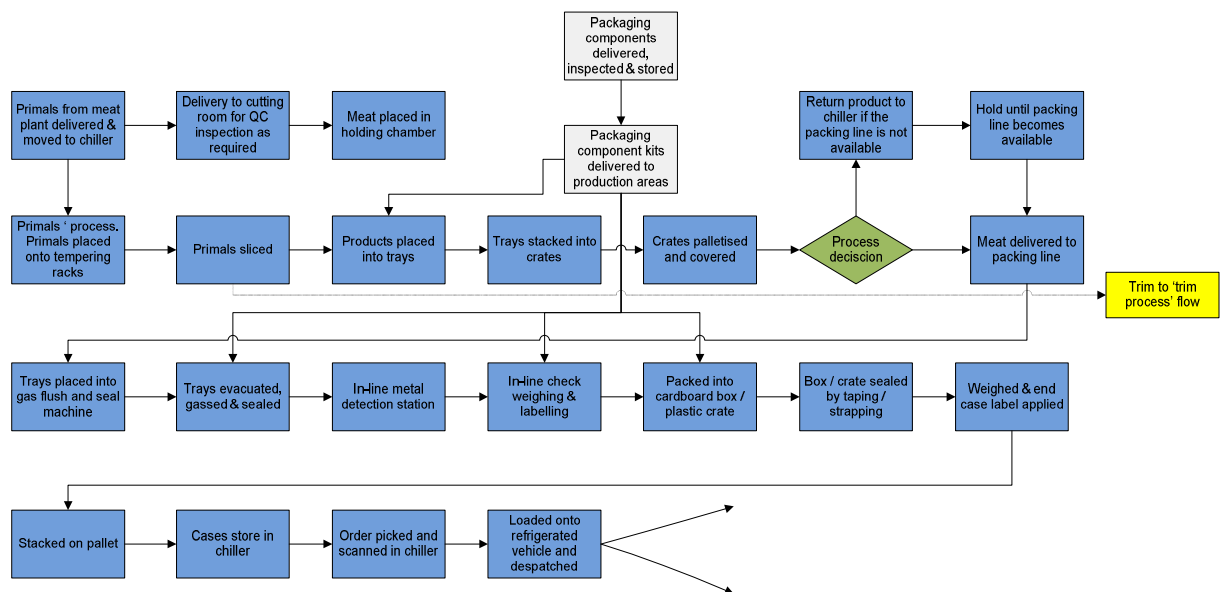 Packaging
components
delivered,
inspected & stored
Primals from meat
plant delivered &
moved to chiller
Delivery to cutting
room for QC
inspection as
required
Meat placed in
holding chamber
Packaging
component kits
delivered to
production areas
Return product to
chiller if the
packing line is not
available
Hold until packing
line becomes
available
Primals ‘ process.
Primals placed
onto tempering
racks
Primals sliced
Products placed
into trays
Trays stacked into
crates
Crates palletised
and covered
Process
deciscion
Meat delivered to
packing line
Trim to ‘trim
process’ flow
Trays placed into
gas flush and seal
machine
Trays evacuated,
gassed & sealed
In-line metal
detection station
In-line check
weighing &
labelling
Packed into
cardboard box /
plastic crate
Box / crate sealed
by taping /
strapping
Weighed & end
case label applied
Stacked on pallet
Cases store in
chiller
Order picked and
scanned in chiller
Loaded onto
refrigerated
vehicle and
despatched